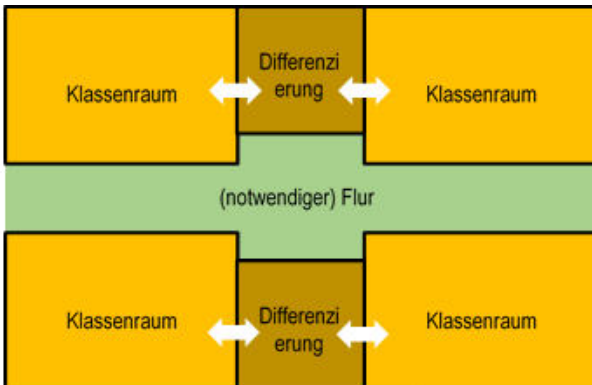 Klassenraum
Differenzi
erung
Klassenraum
(notwendiger) Flur
Klassenraum
Differenzi
erung
Klassenraum